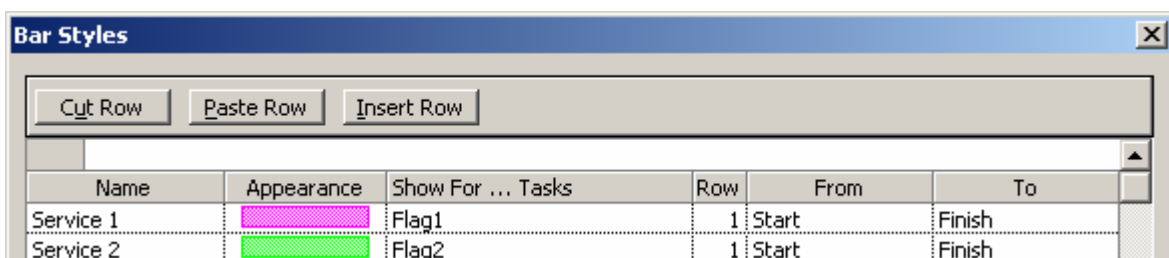 Bar Styles
Cut Row Paste Row Insert Row
Name Appearance Show For ... Tasks Row From To
Service 1 Flag1 1 Start Finish
Service 2 Flag2 1 Start Finish